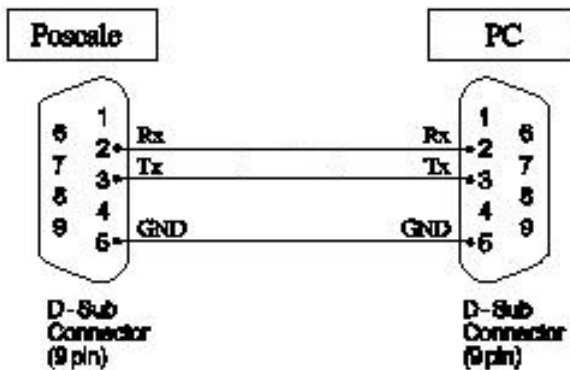 Poscale
PC
1
6
2
7
3
8
4
9
5
Rx
Tx
GND
Rx
Tx
GND
1
6
2
7
3
8
4
9
5
D-Sub
Connector
(9 pin)
D-Sub
Connector
(9 pin)